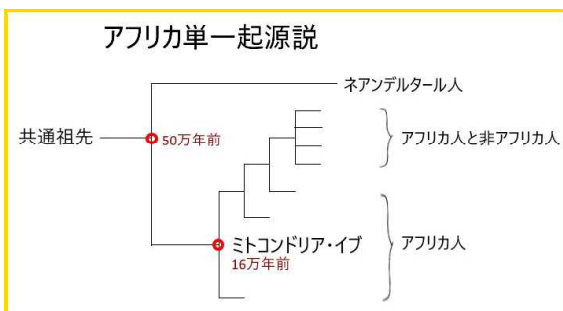 アフリカ単一起源説
ネアンデルタール人
共通祖先
50万年前
アフリカ人と非アフリカ人
ミトコンドリア・イブ
16万年前
アフリカ人